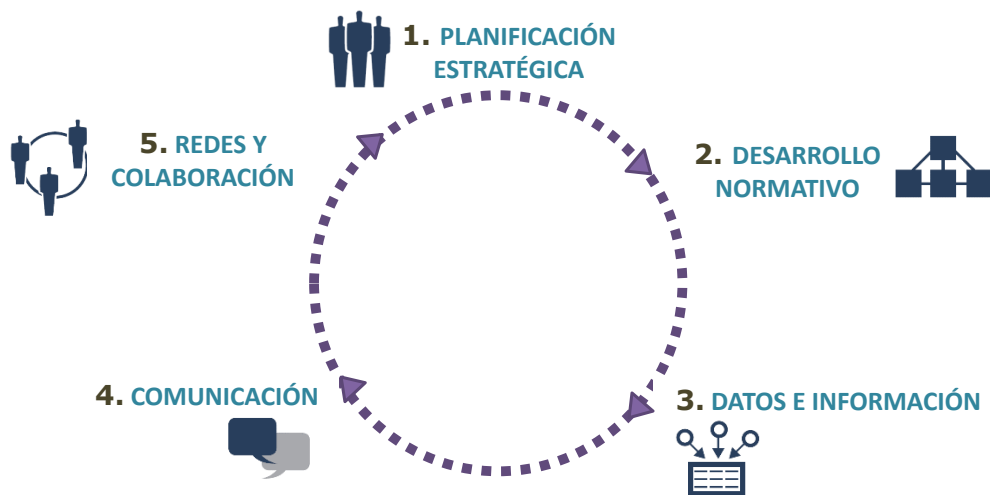 1. PLANIFICACIÓN
ESTRATÉGICA
2. DESARROLLO
NORMATIVO
3. DATOS E INFORMACIÓN
4. COMUNICACIÓN
5. REDES Y
COLABORACIÓN